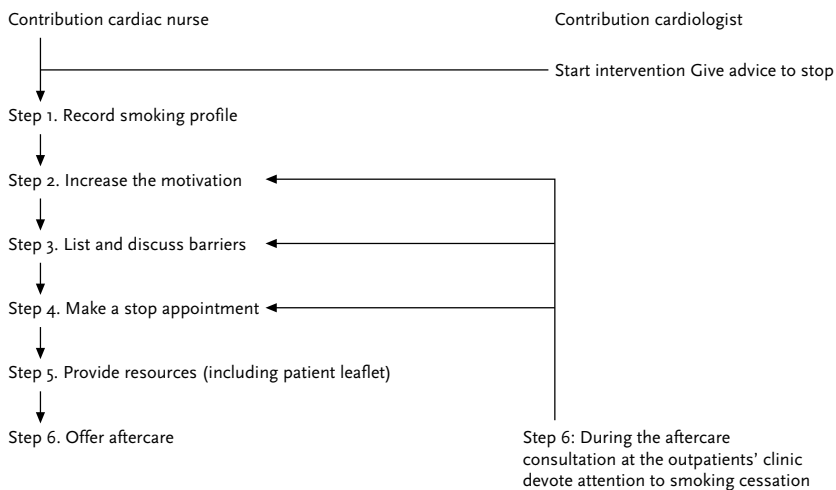 Contribution cardiac nurse
Contribution cardiologist
Start intervention Give advice to stop
Step 1. Record smoking profile
Step 2. Increase the motivation
Step 3. List and discuss barriers
Step 4. Make a stop appointment
Step 5. Provide resources (including patient leaflet)
Step 6. Offer aftercare
Step 6: During the aftercare
consultation at the outpatients’ clinic
devote attention to smoking cessation